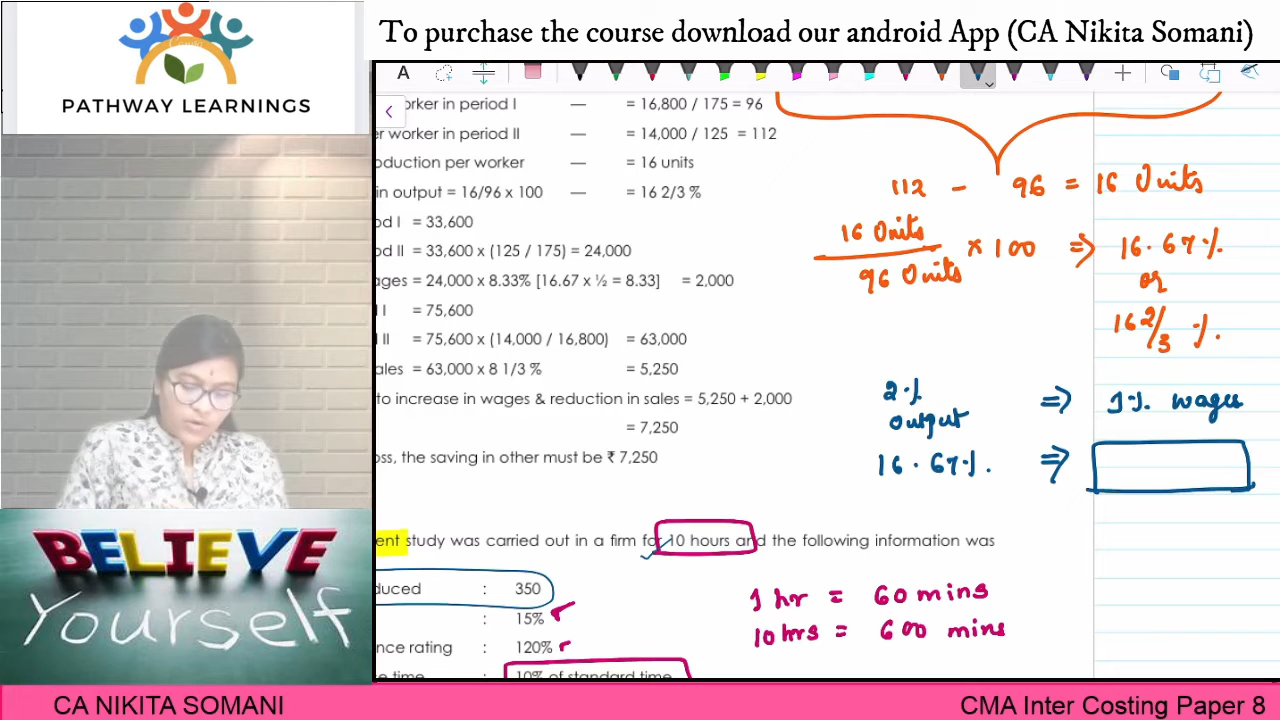 To purchase the course download our android App (CA Nikita Somani)
PATHWAY LEARNINGS
A
worker in period I — = 16,800 / 175 = 96
er worker in period II — = 14,000 / 125 = 112
oduction per worker — = 16 units
in output = 16/96 x 100 — = 16 2/3 %
od I = 33,600
od II = 33,600 x (125 / 175) = 24,000
ages = 24,000 x 8.33% [16.67 x ½ = 8.33] = 2,000
I = 75,600
II = 75,600 x (14,000 / 16,800) = 63,000
ales = 63,000 x 8 1/3 % = 5,250
to increase in wages & reduction in sales = 5,250 + 2,000
= 7,250
oss, the saving in other must be ₹ 7,250
112 - 96 = 16 Units
16 Units
96 Units
x 100 ⇒ 16.67%
or
16 2/3 %.
2% output ⇒ 1% wages
16.67%. ⇒
ent study was carried out in a firm for 10 hours and the following information was
duced : 350
: 15%
nce rating : 120%
e time : 10% of standard time
1 hr = 60 mins
10hrs = 600 mins
BELIEVE
Yourself
CA NIKITA SOMANI
CMA Inter Costing Paper 8